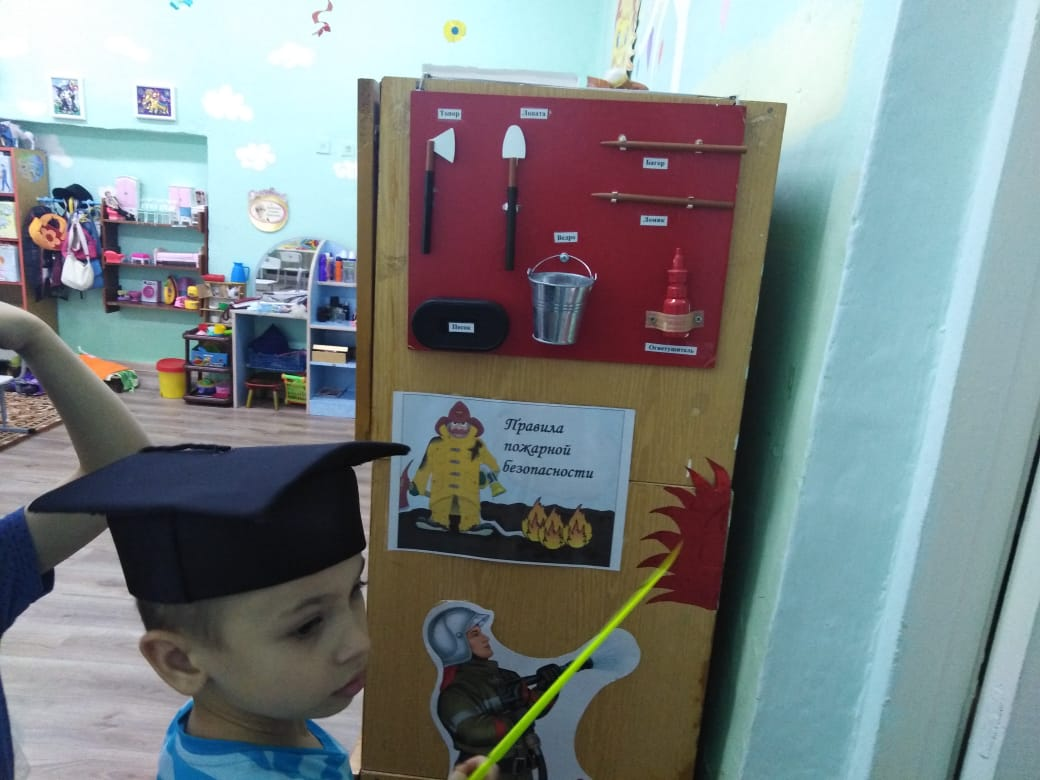 Топор
Лопата
Багор
Ломик
Ведро
Песок
Огнетушитель
Правила
пожарной
безопасности